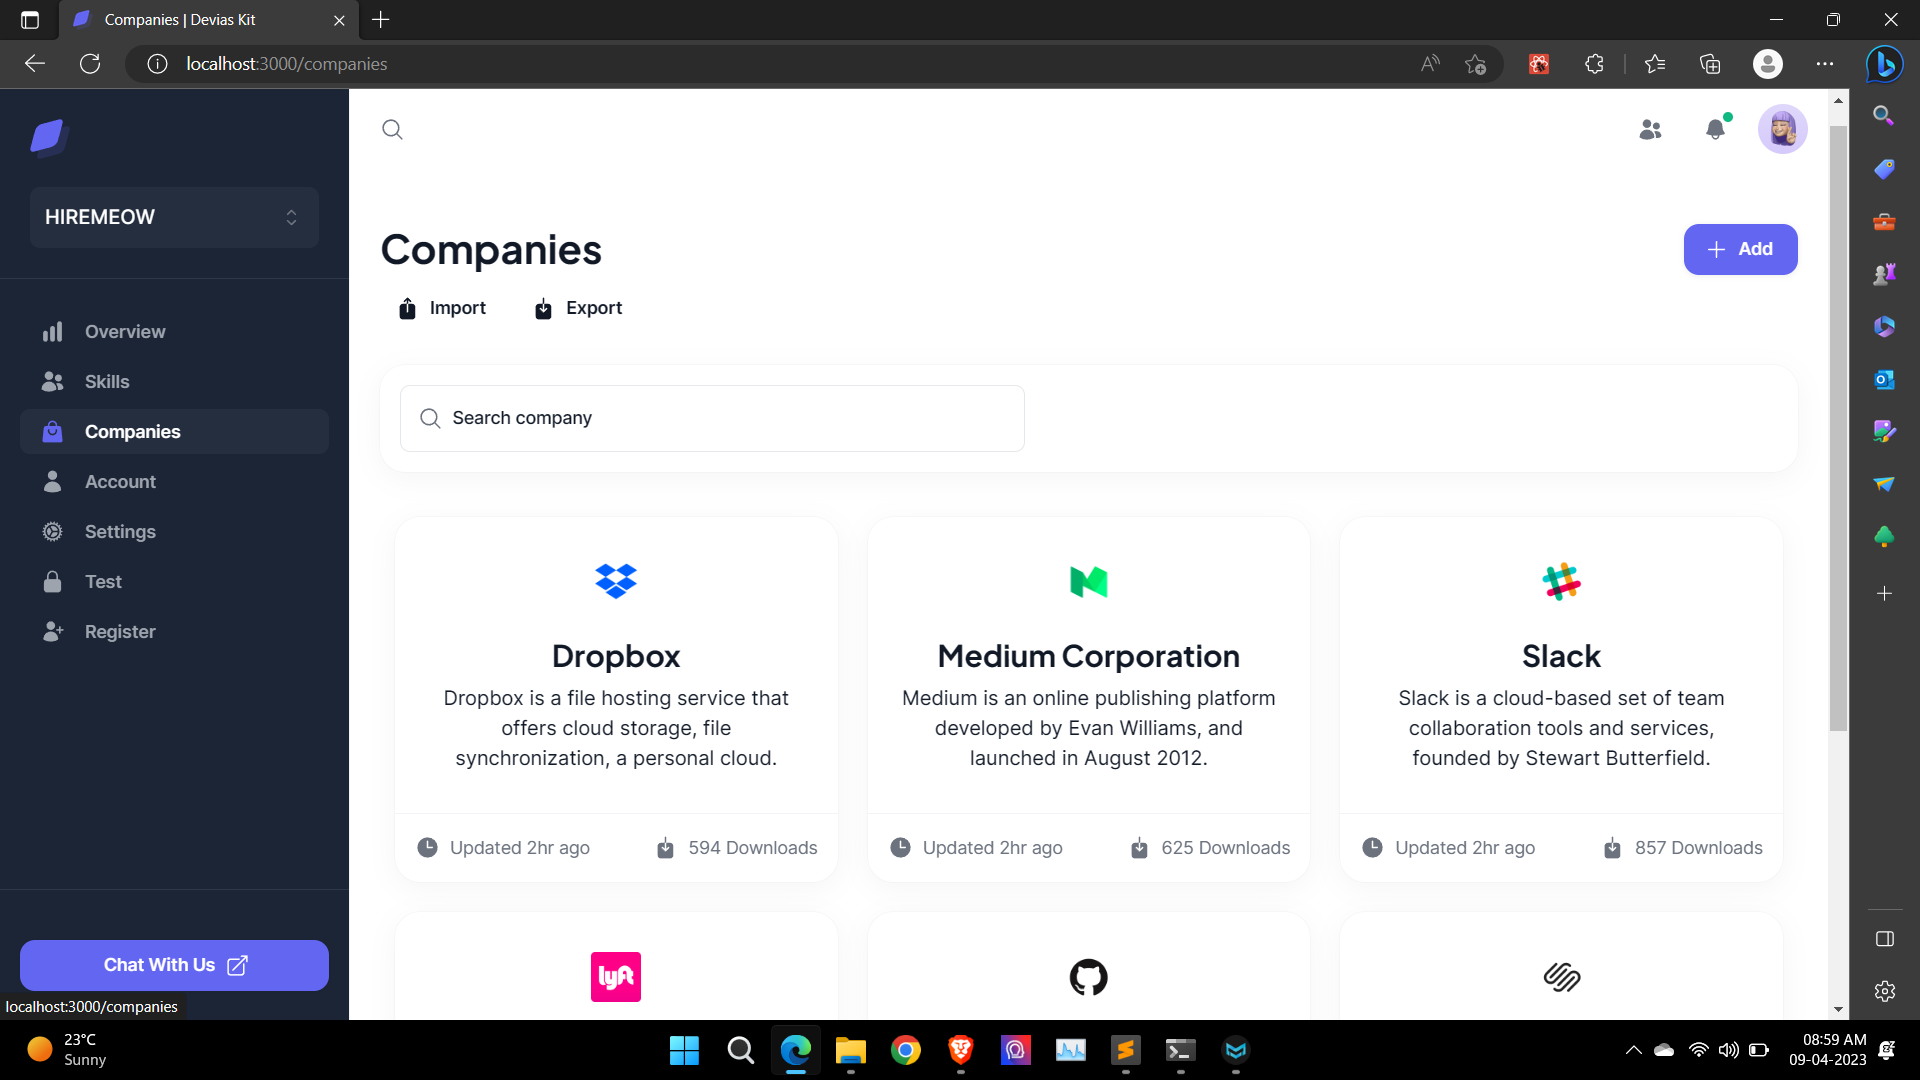 Companies | Devias Kit
localhost:3000/companies
HIREMEOW
Overview
Skills
Companies
Account
Settings
Test
Register
Chat With Us
localhost:3000/companies
Companies
Add
Import
Export
Search company
Dropbox
Dropbox is a file hosting service that
offers cloud storage, file
synchronization, a personal cloud.
Updated 2hr ago
594 Downloads
Medium Corporation
Medium is an online publishing platform
developed by Evan Williams, and
launched in August 2012.
Updated 2hr ago
625 Downloads
Slack
Slack is a cloud-based set of team
collaboration tools and services,
founded by Stewart Butterfield.
Updated 2hr ago
857 Downloads
lyft
23°C
Sunny
08:59 AM
09-04-2023